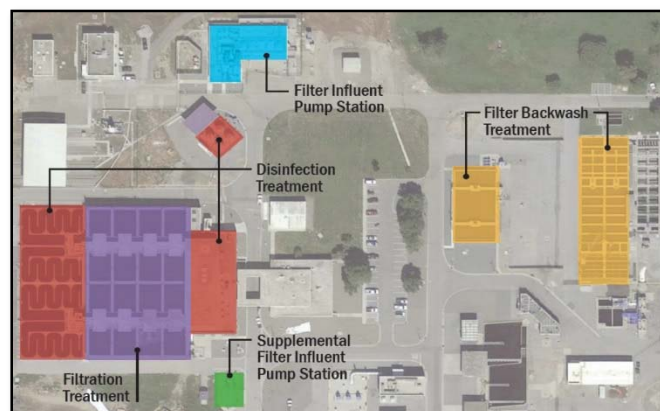 Filter Influent
Pump Station
Filter Backwash
Treatment
Disinfection
Treatment
Supplemental
Filter Influent
Pump Station
Filtration
Treatment